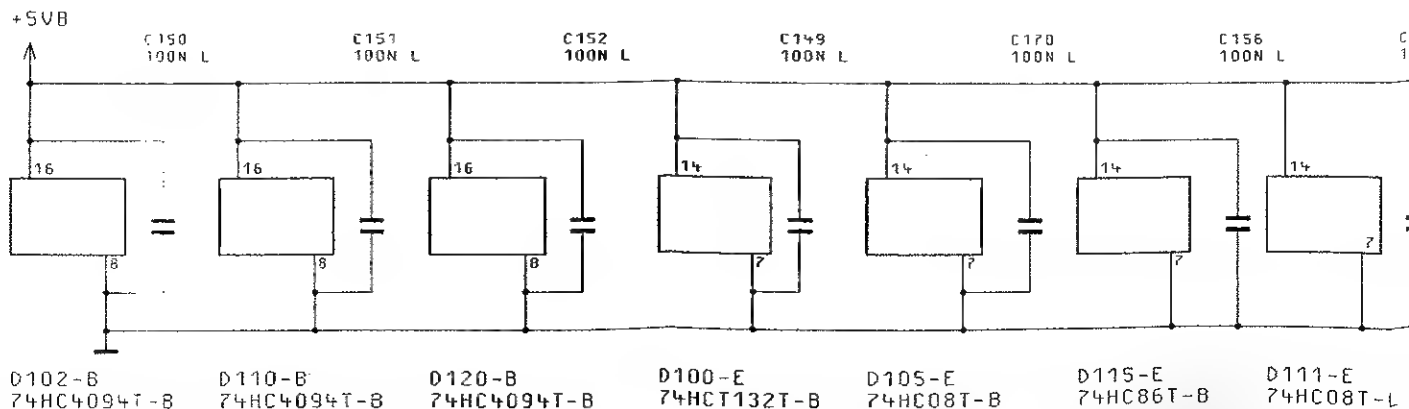 +5VB
C150
100N L
C151
100N L
C152
100N L
C149
100N L
C170
100N L
C156
100N L
16
16
16
14
14
14
8
8
8
7
7
7
7
D102-B
74HC4094T-B
D110-B
74HC4094T-B
D120-B
74HC4094T-B
D100-E
74HCT132T-B
D105-E
74HC08T-B
D115-E
74HC86T-B
D111-E
74HC08T-